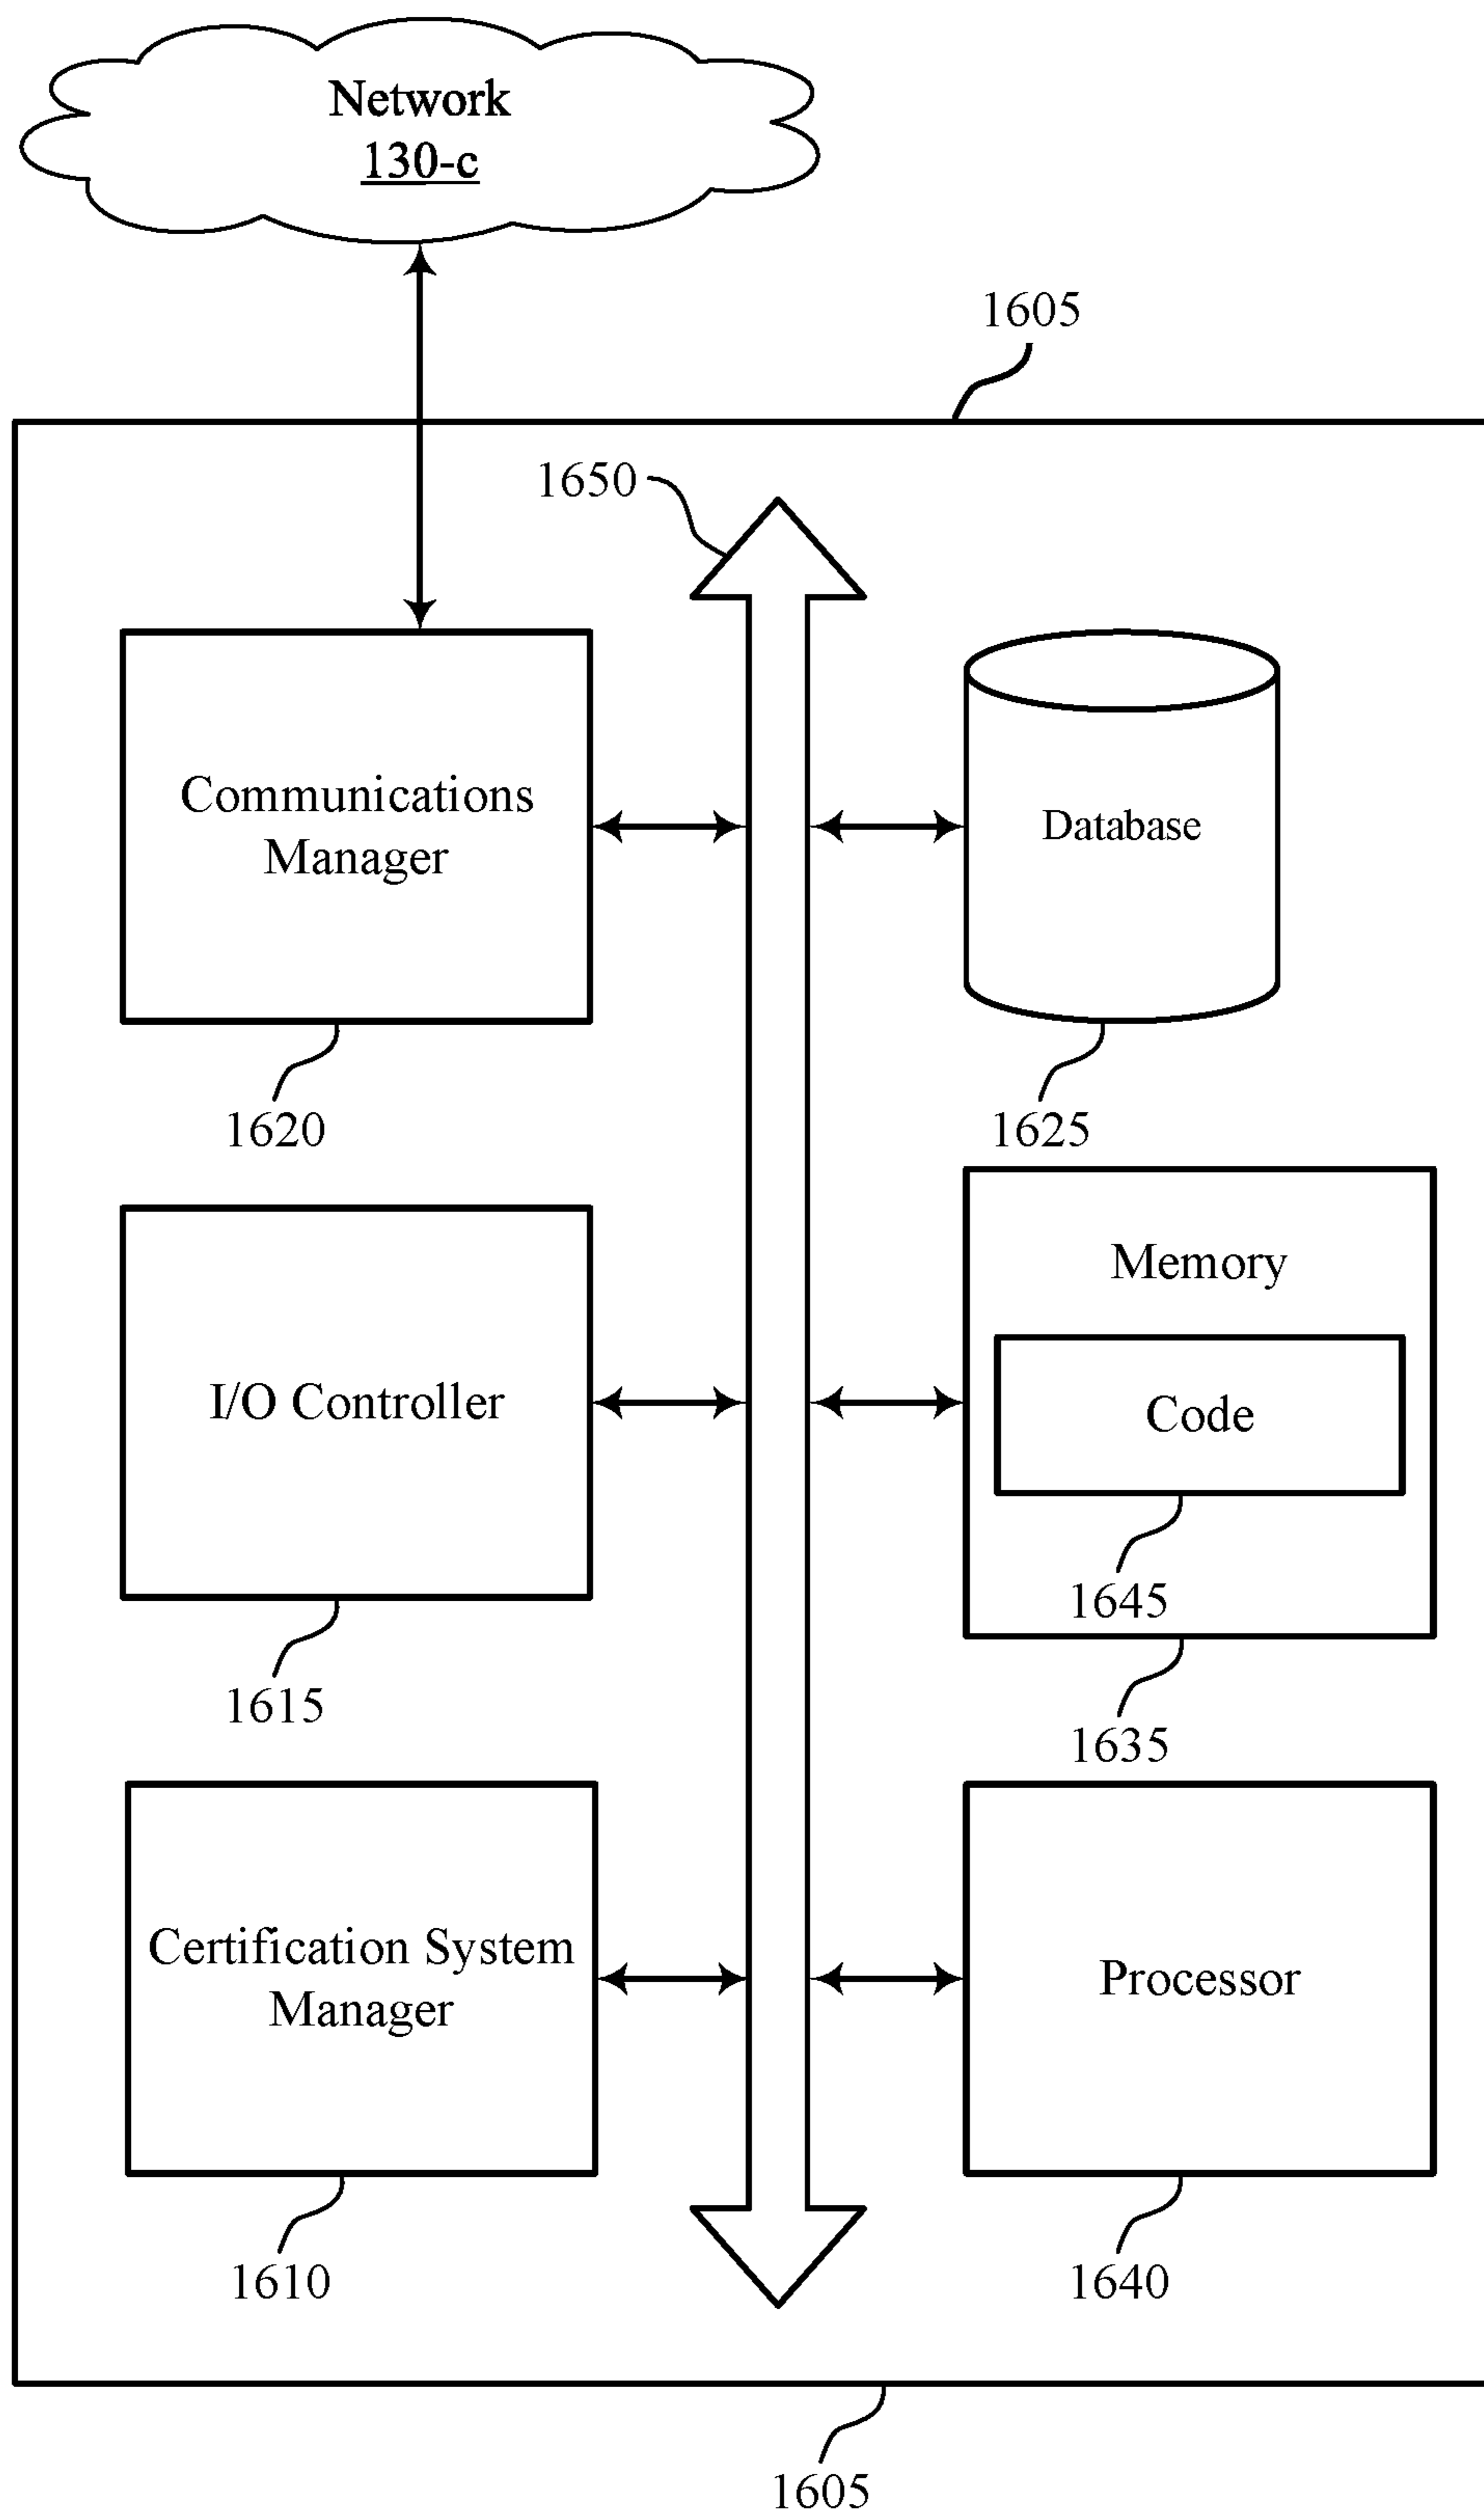 Network
130-c
1605
1650
Communications
Manager
Database
1620
1625
Memory
I/O Controller
Code
1645
1615
1635
Certification System
Manager
Processor
1610
1640
1605